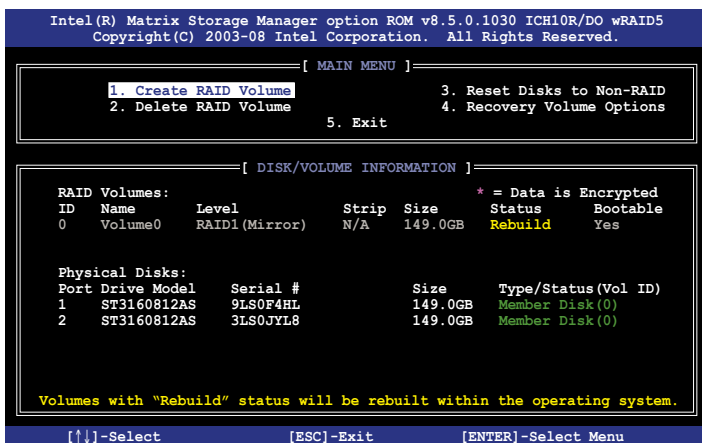 Intel(R) Matrix Storage Manager option ROM v8.5.0.1030 ICH10R/DO wRAID5
Copyright(C) 2003-08 Intel Corporation. All Rights Reserved.
[ MAIN MENU ]
1. Create RAID Volume 3. Reset Disks to Non-RAID
2. Delete RAID Volume 4. Recovery Volume Options
5. Exit
[ DISK/VOLUME INFORMATION ]
RAID Volumes: * = Data is Encrypted
ID Name Level Strip Size Status Bootable
0 Volume0 RAID1(Mirror) N/A 149.0GB Rebuild Yes
Physical Disks:
Port Drive Model Serial # Size Type/Status(Vol ID)
1 ST3160812AS 9LS0F4HL 149.0GB Member Disk(0)
2 ST3160812AS 3LS0JYL8 149.0GB Member Disk(0)
Volumes with “Rebuild” status will be rebuilt within the operating system.
[↑↓]-Select [ESC]-Exit [ENTER]-Select Menu